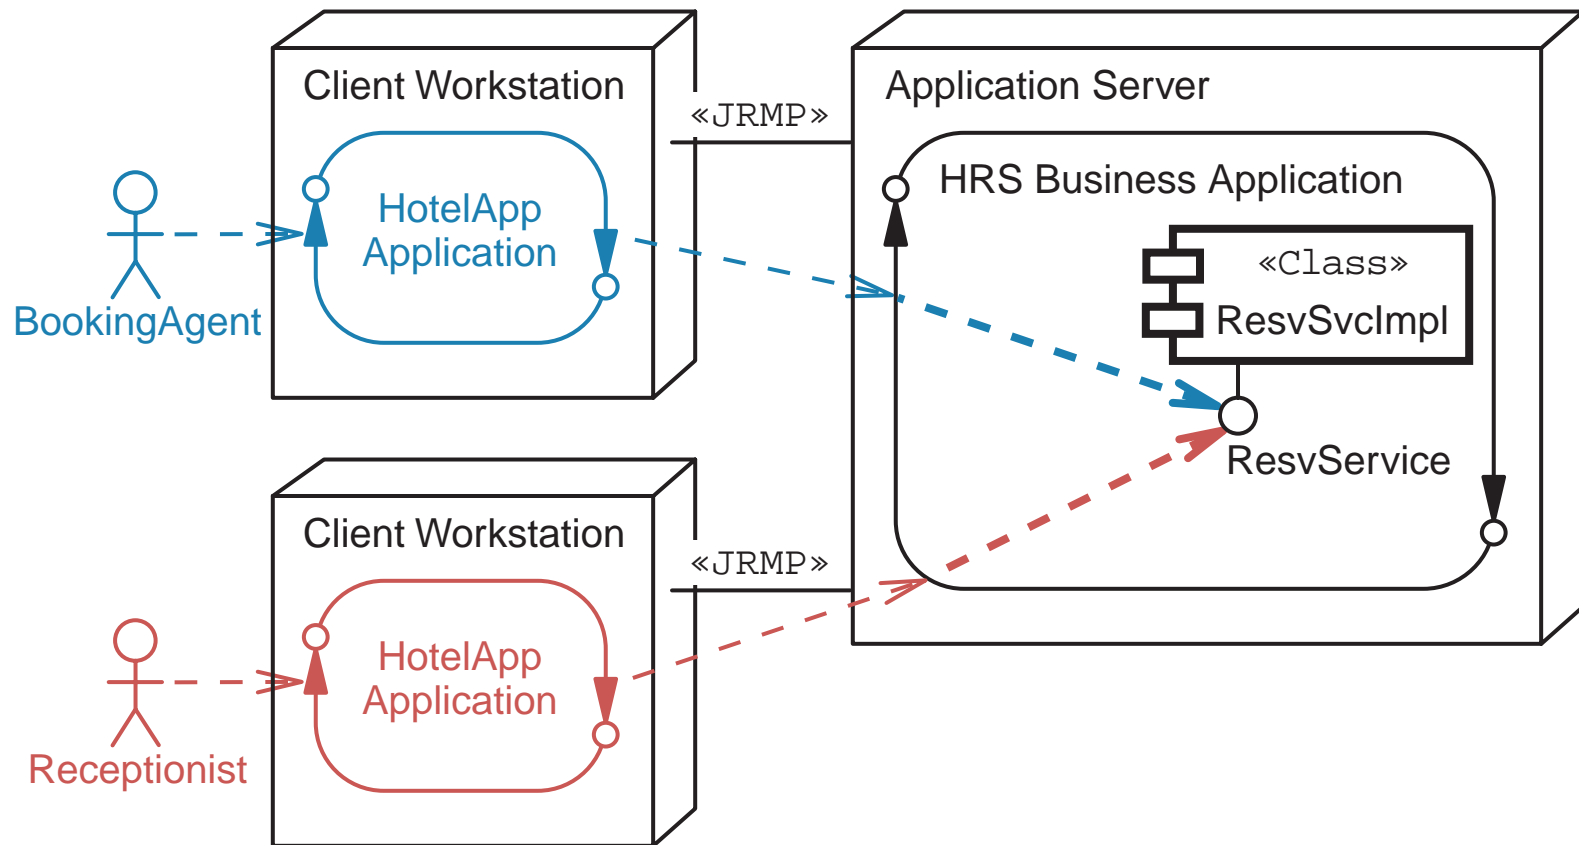 Client Workstation
«JRMP»
Application Server
HotelApp
Application
BookingAgent
HRS Business Application
«Class»
ResvSvcImpl
ResvService
Client Workstation
«JRMP»
HotelApp
Application
Receptionist